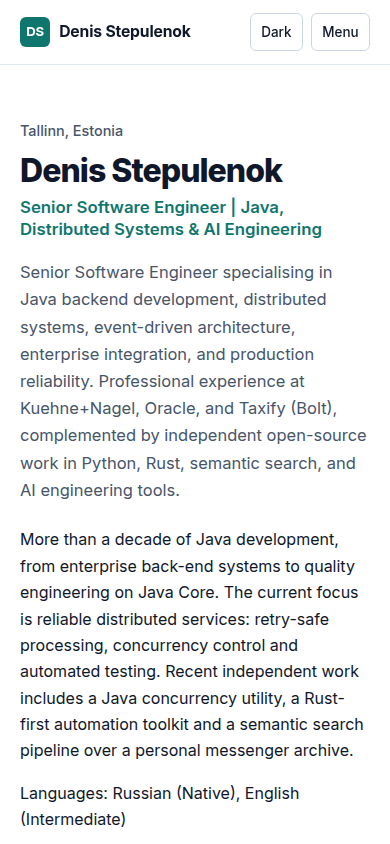 DS Denis Stepulenok Dark Menu
Tallinn, Estonia
Denis Stepulenok
Senior Software Engineer | Java,
Distributed Systems & AI Engineering
Senior Software Engineer specialising in
Java backend development, distributed
systems, event-driven architecture,
enterprise integration, and production
reliability. Professional experience at
Kuehne+Nagel, Oracle, and Taxify (Bolt),
complemented by independent open-source
work in Python, Rust, semantic search, and
AI engineering tools.
More than a decade of Java development,
from enterprise back-end systems to quality
engineering on Java Core. The current focus
is reliable distributed services: retry-safe
processing, concurrency control and
automated testing. Recent independent work
includes a Java concurrency utility, a Rust-
first automation toolkit and a semantic search
pipeline over a personal messenger archive.
Languages: Russian (Native), English
(Intermediate)